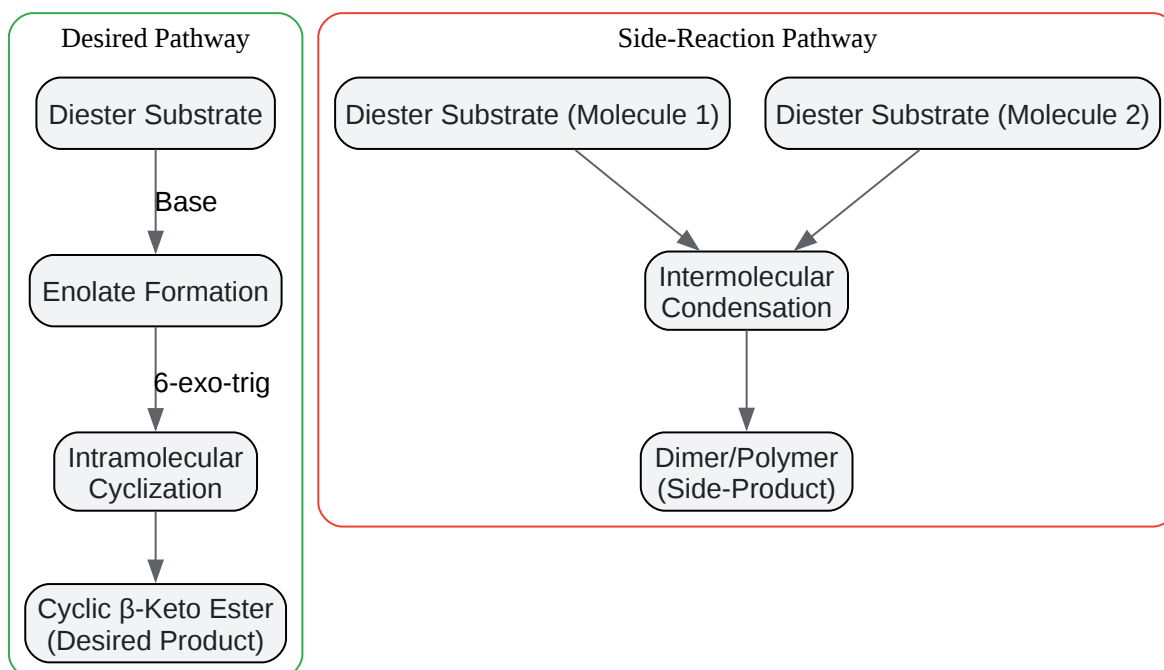 Desired Pathway
Diester Substrate
Base
Enolate Formation
6-exo-trig
Intramolecular
Cyclization
Cyclic β-Keto Ester
(Desired Product)
Side-Reaction Pathway
Diester Substrate (Molecule 1)
Diester Substrate (Molecule 2)
Intermolecular
Condensation
Dimer/Polymer
(Side-Product)